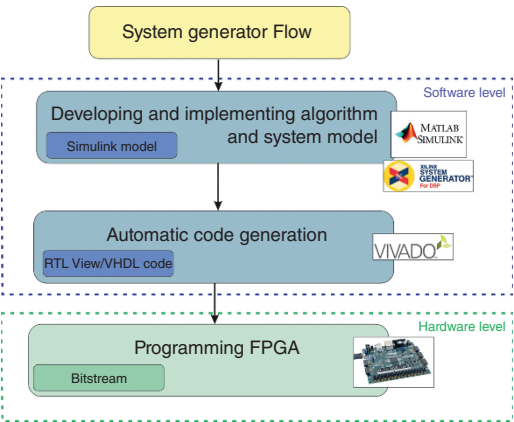 System generator Flow
Software level
Developing and implementing algorithm
and system model
Simulink model
MATLAB
SIMULINK
XILINX
SYSTEM
GENERATOR™
For DSP
Automatic code generation
RTL View/VHDL code
VIVADO
Hardware level
Programming FPGA
Bitstream